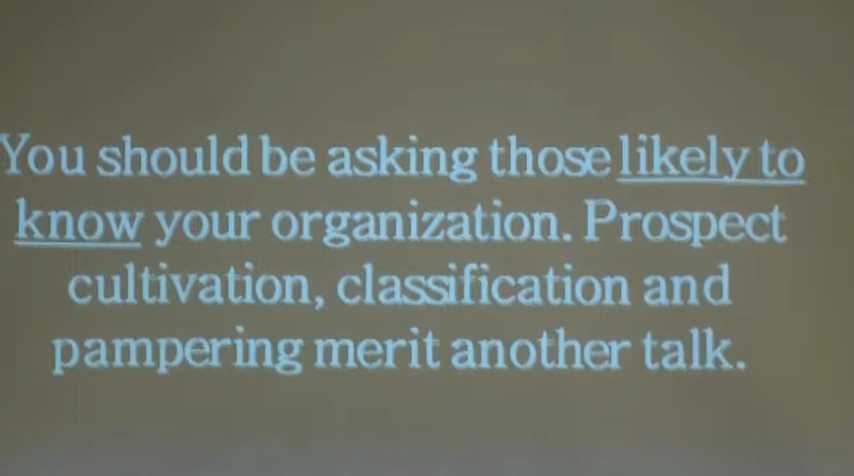 You should be asking those likely to
know your organization. Prospect
cultivation, classification and
pampering merit another talk.